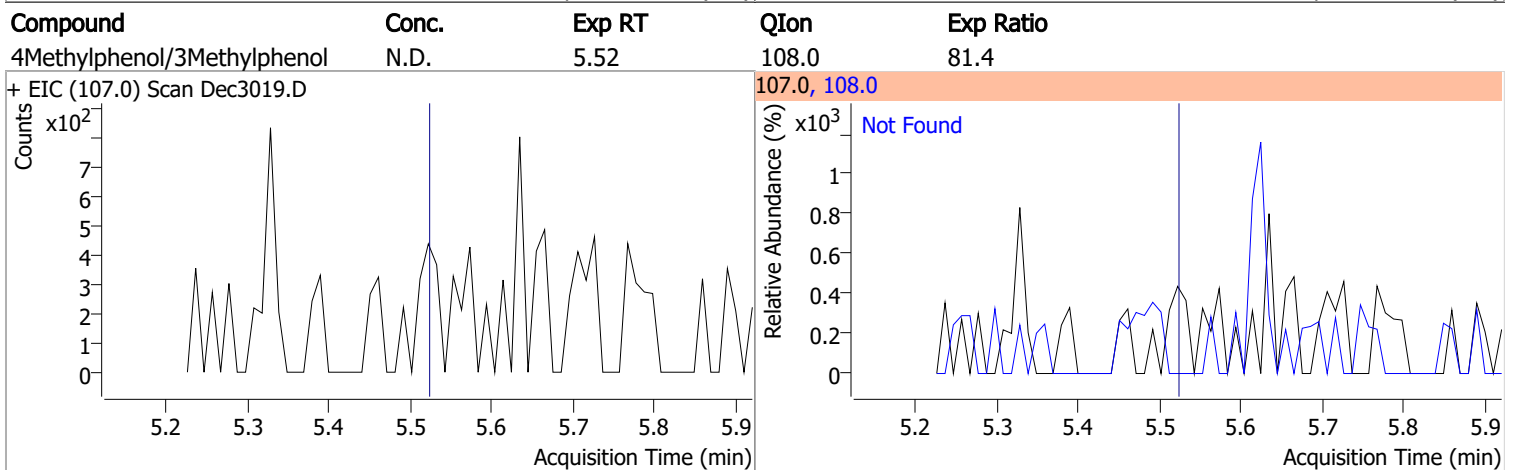 Compound Conc. Exp RT QIon Exp Ratio
4Methylphenol/3Methylphenol N.D. 5.52 108.0 81.4
+ EIC (107.0) Scan Dec3019.D
Counts
x102
7
6
5
4
3
2
1
0
5.2 5.3 5.4 5.5 5.6 5.7 5.8 5.9
Acquisition Time (min)
107.0, 108.0
Relative Abundance (%)
x103
Not Found
1
0.8
0.6
0.4
0.2
0
5.2 5.3 5.4 5.5 5.6 5.7 5.8 5.9
Acquisition Time (min)